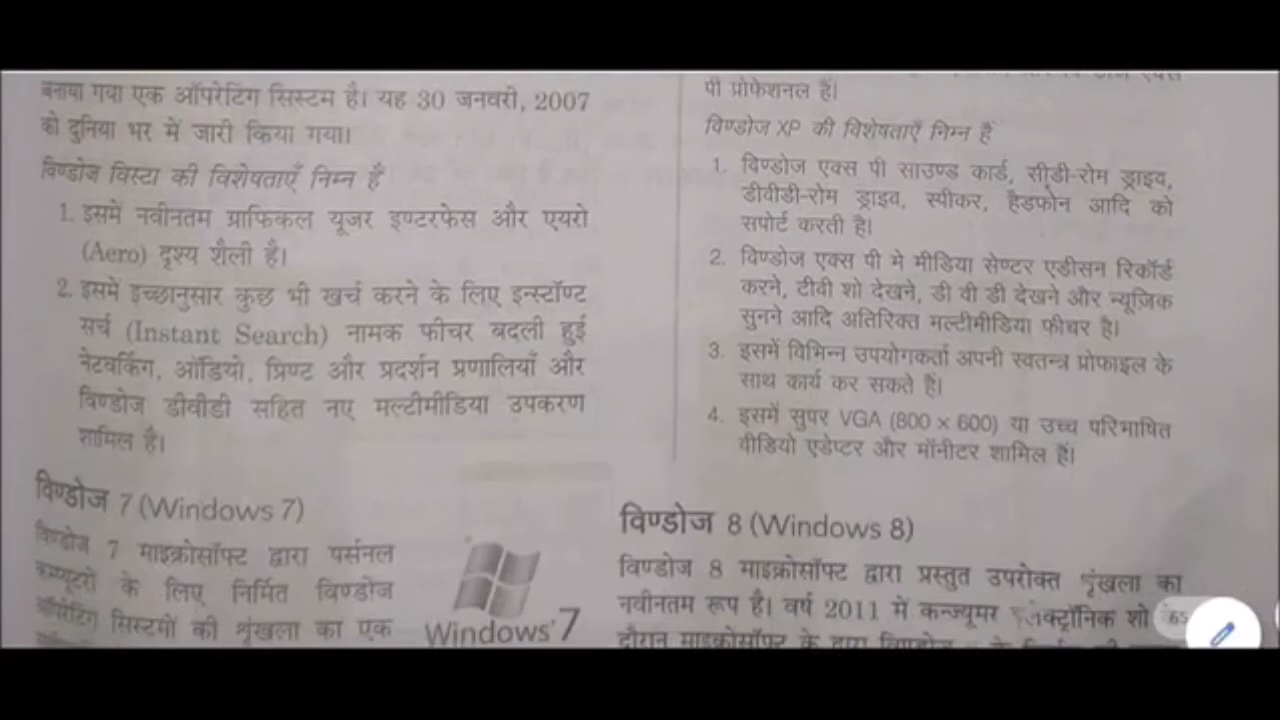 बनाया गया एक ऑपरेटिंग सिस्टम है। यह 30 जनवरी, 2007
को दुनिया भर में जारी किया गया।
विण्डोज विस्टा की विशेषताएँ निम्न हैं
1. इसमें नवीनतम ग्राफिकल यूजर इण्टरफेस और एयरो
(Aero) दृश्य शैली है।
2. इसमें इच्छानुसार कुछ भी खर्च करने के लिए इन्स्टॉण्ट
सर्च (Instant Search) नामक फीचर बदली हुई
नेटवर्किंग, ऑडियो, प्रिण्ट और प्रदर्शन प्रणालियाँ और
विण्डोज डीवीडी सहित नए मल्टीमीडिया उपकरण
शामिल है।
विण्डोज 7 (Windows 7)
विण्डोज 7 माइक्रोसॉफ्ट द्वारा पर्सनल
कम्प्यूटरों के लिए निर्मित विण्डोज
ऑपरेटिंग सिस्टमों की शृंखला का एक
Windows 7
पी प्रोफेशनल हैं।
विण्डोज XP की विशेषताएँ निम्न हैं
1. विण्डोज एक्स पी साउण्ड कार्ड, सीडी-रोम ड्राइव,
डीवीडी-रोम ड्राइव, स्पीकर, हैडफोन आदि को
सपोर्ट करती है।
2. विण्डोज एक्स पी मे मीडिया सेण्टर एडीसन रिकॉर्ड
करने, टीवी शो देखने, डी वी डी देखने और न्यूजिक
सुनने आदि अतिरिक्त मल्टीमीडिया फीचर है।
3. इसमें विभिन्न उपयोगकर्ता अपनी स्वतन्त्र प्रोफाइल के
साथ कार्य कर सकते हैं।
4. इसमें सुपर VGA (800 × 600) या उच्च परिभाषित
वीडियो एडेप्टर और मॉनीटर शामिल हैं।
विण्डोज 8 (Windows 8)
विण्डोज 8 माइक्रोसॉफ्ट द्वारा प्रस्तुत उपरोक्त शृंखला का
नवीनतम रूप है। वर्ष 2011 में कन्ज्यूमर इलेक्ट्रॉनिक शो
दौरान माइक्रोसॉफ्ट के द्वारा विण्डोज
65